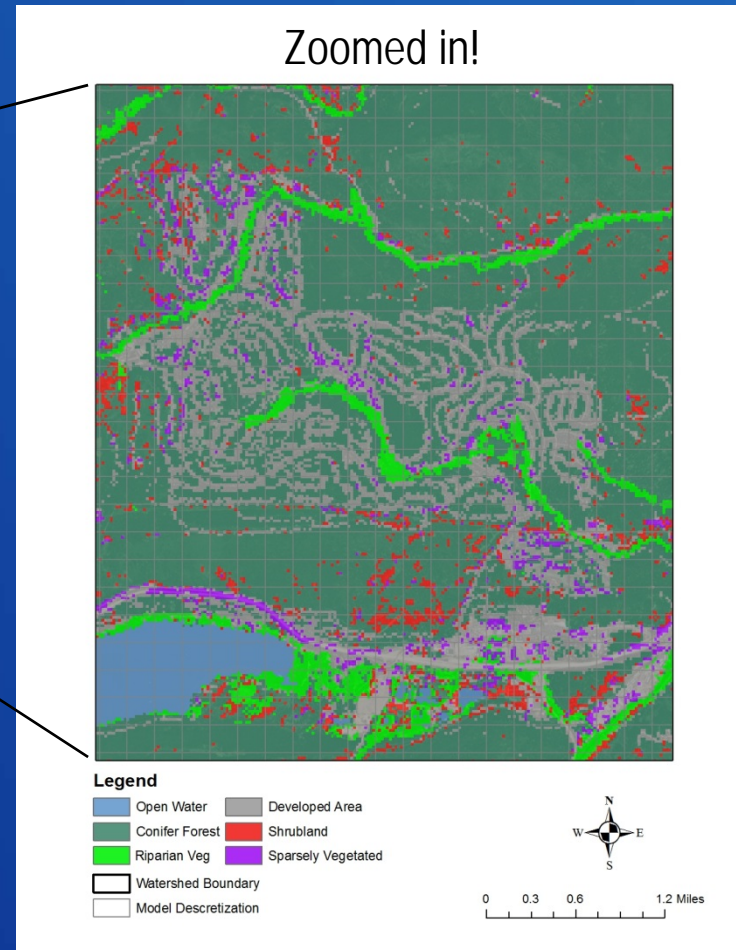 Zoomed in!
Legend
Open Water Developed Area
Conifer Forest Shrubland
Riparian Veg Sparsely Vegetated
Watershed Boundary
Model Descretization
N
W E
S
0 0.3 0.6 1.2 Miles